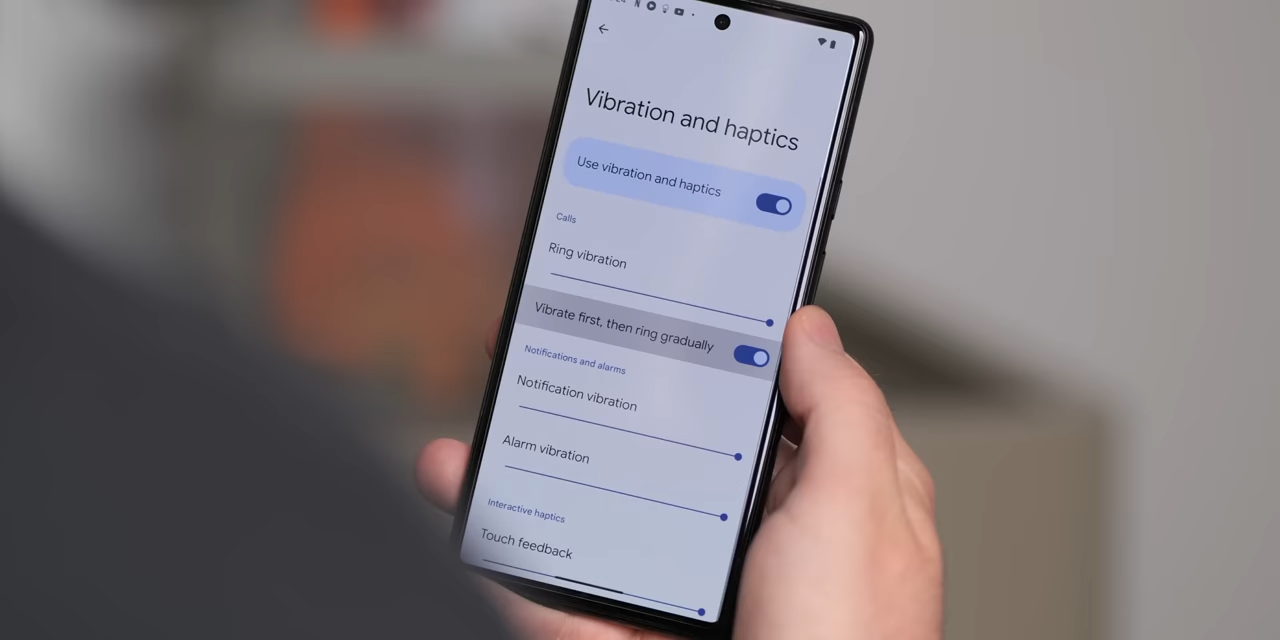 Vibration and haptics
Use vibration and haptics
Calls
Ring vibration
Vibrate first, then ring gradually
Notifications and alarms
Notification vibration
Alarm vibration
Interactive haptics
Touch feedback